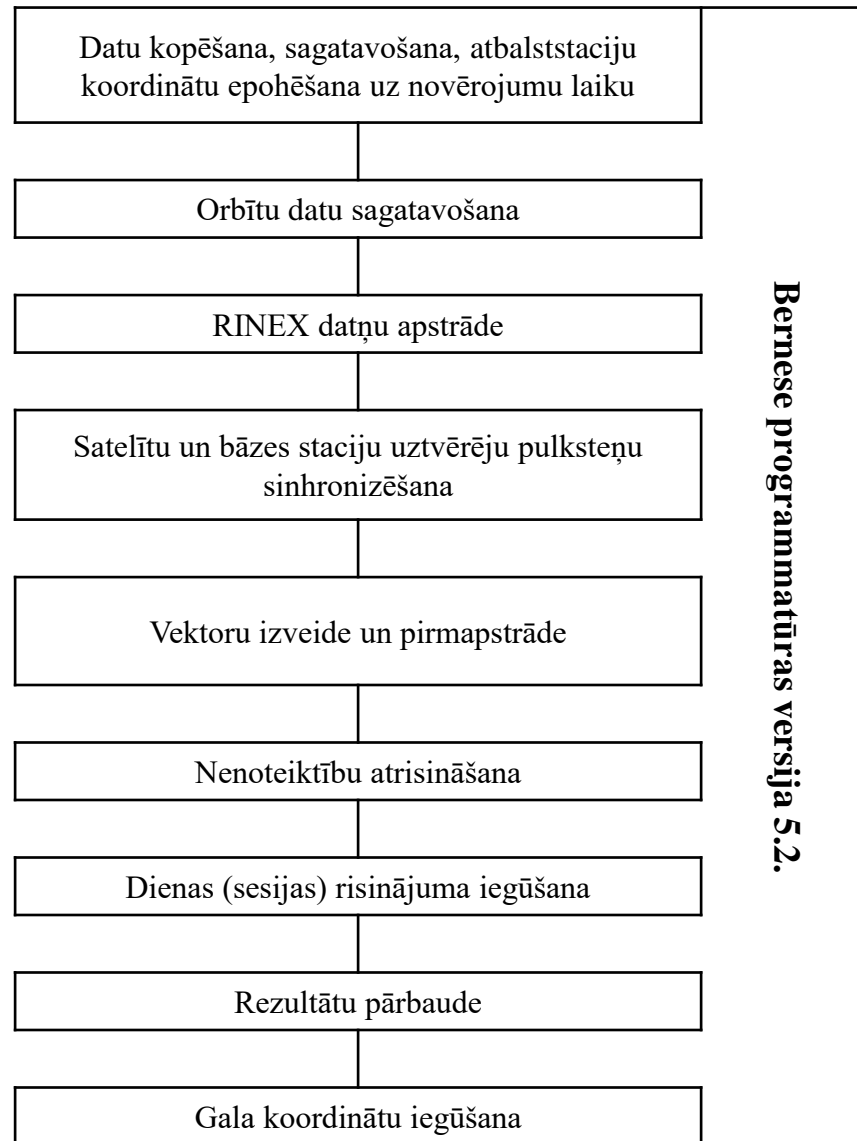 Datu kopēšana, sagatavošana, atbalststaciju
koordinātu epohēšana uz novērojumu laiku
Orbītu datu sagatavošana
RINEX datņu apstrāde
Satelītu un bāzes staciju uztvērēju pulksteņu
sinhronizēšana
Vektoru izveide un pirmapstrāde
Nenoteiktību atrisināšana
Dienas (sesijas) risinājuma iegūšana
Rezultātu pārbaude
Gala koordinātu iegūšana
Bernese programmatūras versija 5.2.